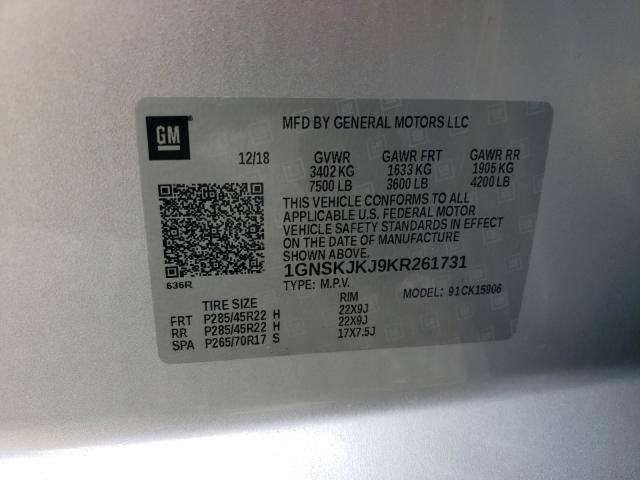 GM
MFD BY GENERAL MOTORS LLC
12/18 GVWR GAWR FRT GAWR RR
3402 KG 1633 KG 1905 KG
7500 LB 3600 LB 4200 LB
THIS VEHICLE CONFORMS TO ALL
APPLICABLE U.S. FEDERAL MOTOR
VEHICLE SAFETY STANDARDS IN EFFECT
ON THE DATE OF MANUFACTURE
SHOWN ABOVE.
1GNSKJKJ9KR261731
636R
TYPE: M.P.V. MODEL: 91CK15906
TIRE SIZE RIM
FRT P285/45R22 H 22X9J
RR P285/45R22 H 22X9J
SPA P265/70R17 S 17X7.5J